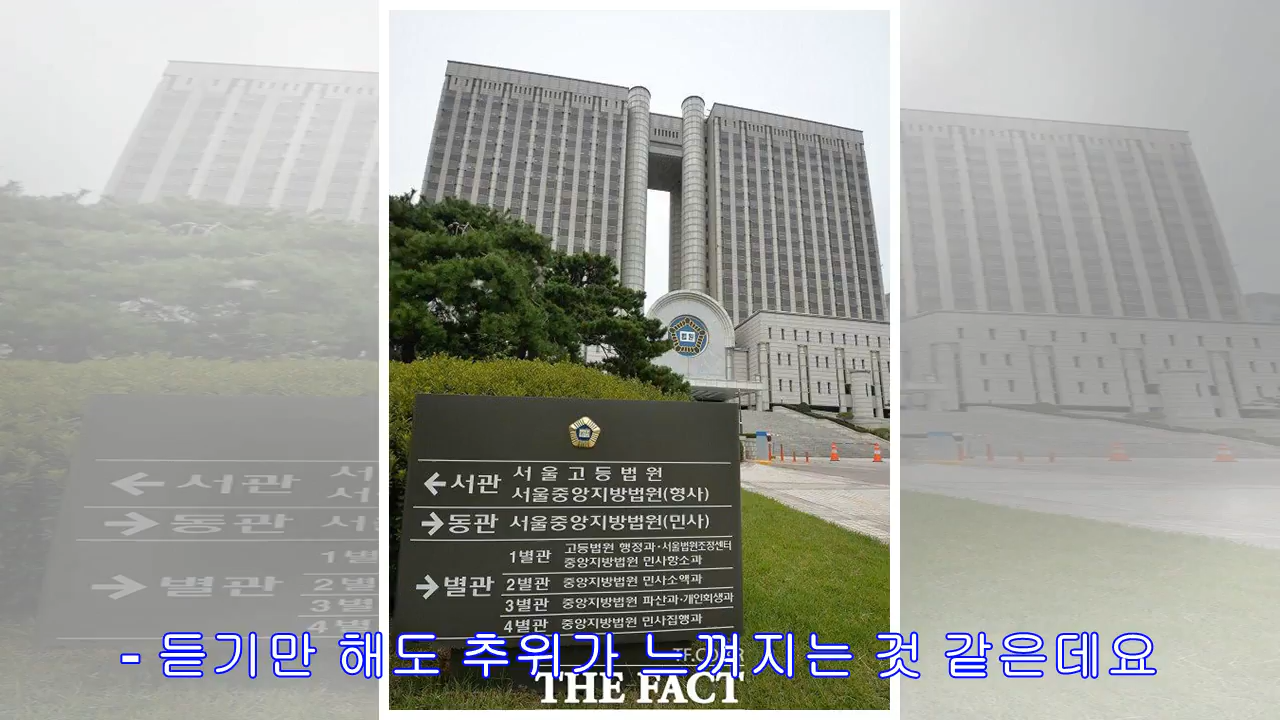 법원
← 서관 서울고등법원
서울중앙지방법원(형사)
→ 동관 서울중앙지방법원(민사)
→ 별관
1별관 고등법원 행정과·서울법원조정센터
중앙지방법원 민사항소과
2별관 중앙지방법원 민사소액과
3별관 중앙지방법원 파산과·개인회생과
4별관 중앙지방법원 민사집행과
- 듣기만 해도 추위가 느껴지는 것 같은데요
THE FACT